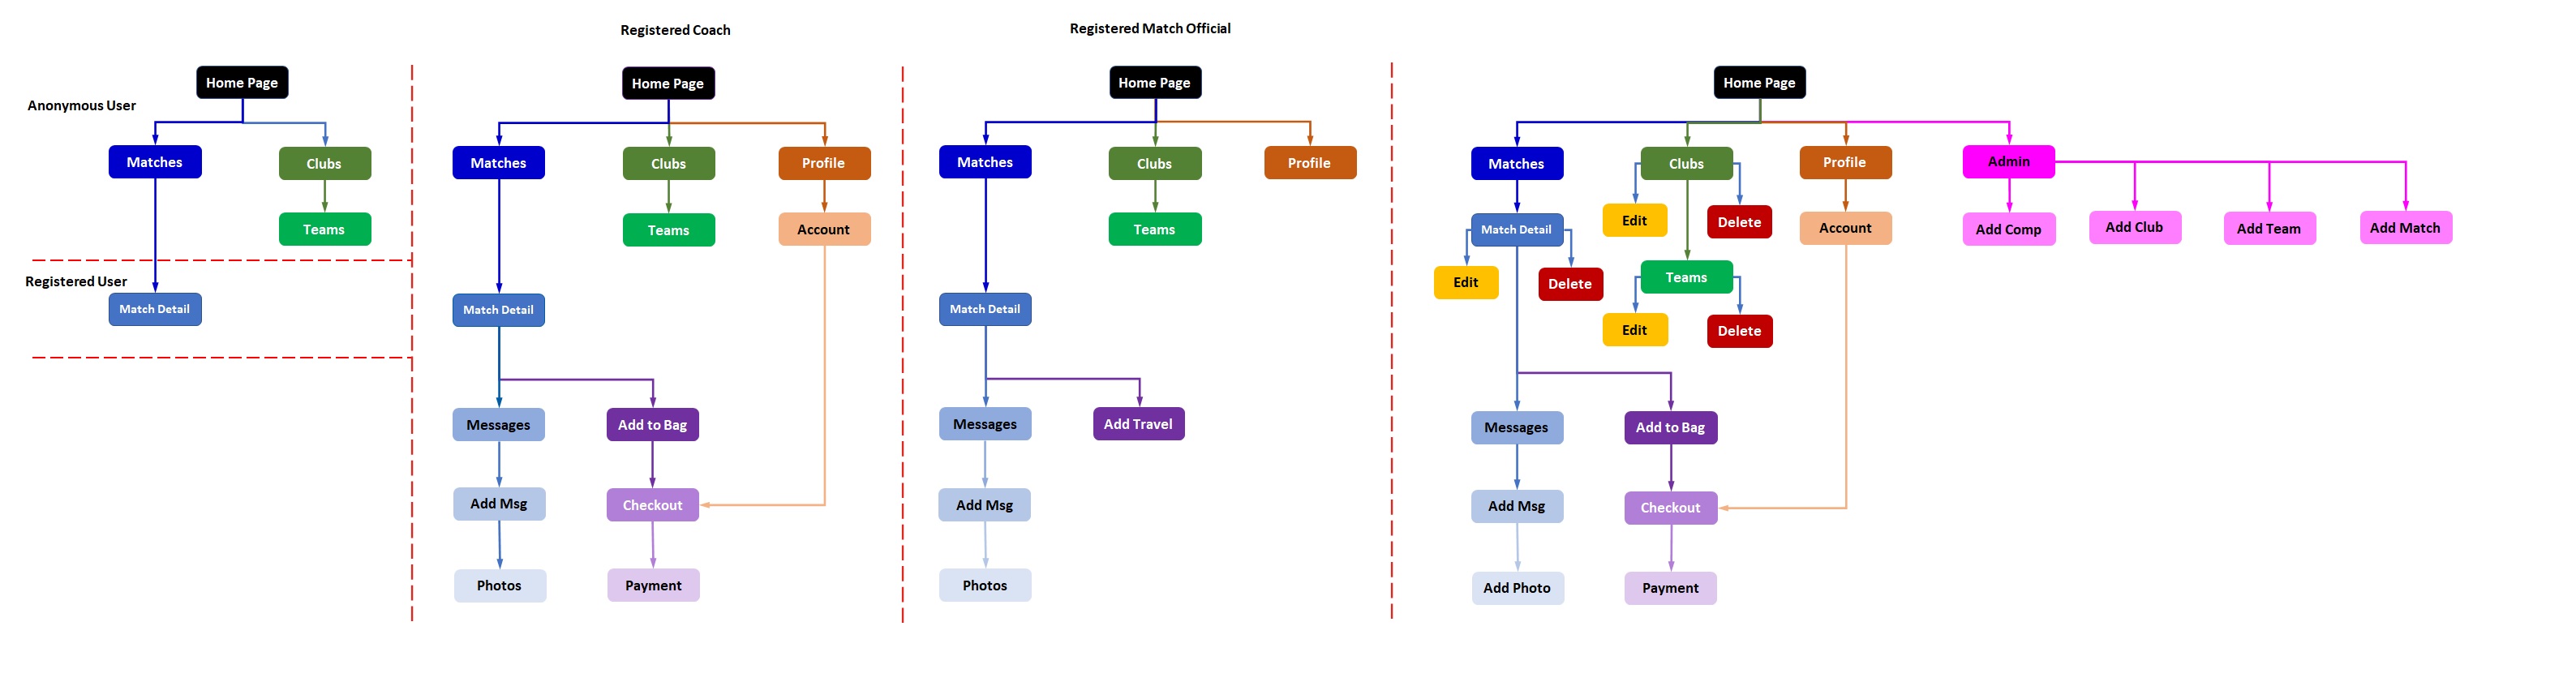 Registered Coach
Registered Match Official
Home Page
Anonymous User
Matches
Clubs
Teams
Registered User
Match Detail
Home Page
Matches
Clubs
Profile
Teams
Account
Match Detail
Messages
Add to Bag
Add Msg
Checkout
Photos
Payment
Home Page
Matches
Clubs
Profile
Teams
Match Detail
Messages
Add Travel
Add Msg
Photos
Home Page
Matches
Clubs
Profile
Admin
Edit
Delete
Match Detail
Account
Add Comp
Add Club
Add Team
Add Match
Edit
Delete
Teams
Edit
Delete
Messages
Add to Bag
Add Msg
Checkout
Add Photo
Payment